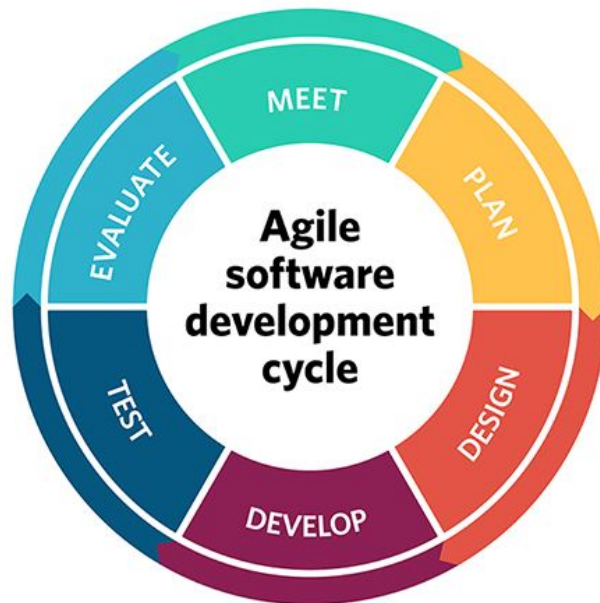 MEET
PLAN
DESIGN
DEVELOP
TEST
EVALUATE
Agile
software
development
cycle